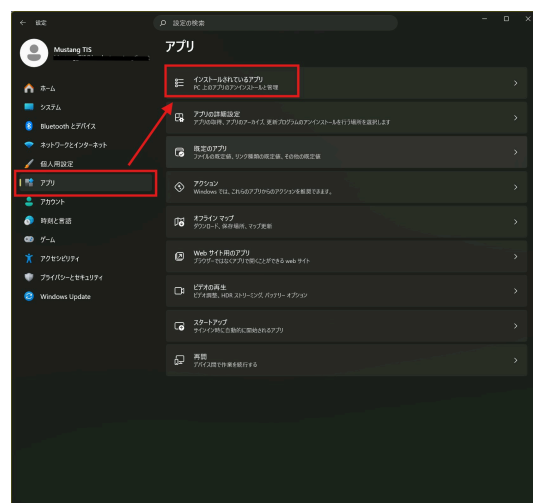 設定
設定の検索
Mustang TIS
ホーム
システム
Bluetooth とデバイス
ネットワークとインターネット
個人用設定
アプリ
アカウント
時刻と言語
ゲーム
アクセシビリティ
プライバシーとセキュリティ
Windows Update
アプリ
インストールされているアプリ
PC 上のアプリのアンインストールと管理
アプリの詳細設定
アプリの取得、アプリのアーカイブ、更新プログラムのアンインストールを行う場所を選択します
既定のアプリ
ファイルの既定値、リンク種類の既定値、その他の既定値
アクション
Windows では、これらのアプリからのアクションを推奨できます。
オフライン マップ
ダウンロード、保存場所、マップ更新
Web サイト用のアプリ
ブラウザーではなくアプリで開くことができる web サイト
ビデオの再生
ビデオ調整、HDR ストリーミング、バッテリー オプション
スタートアップ
サインイン時に自動的に開始されるアプリ
再開
デバイス間で作業を続行する